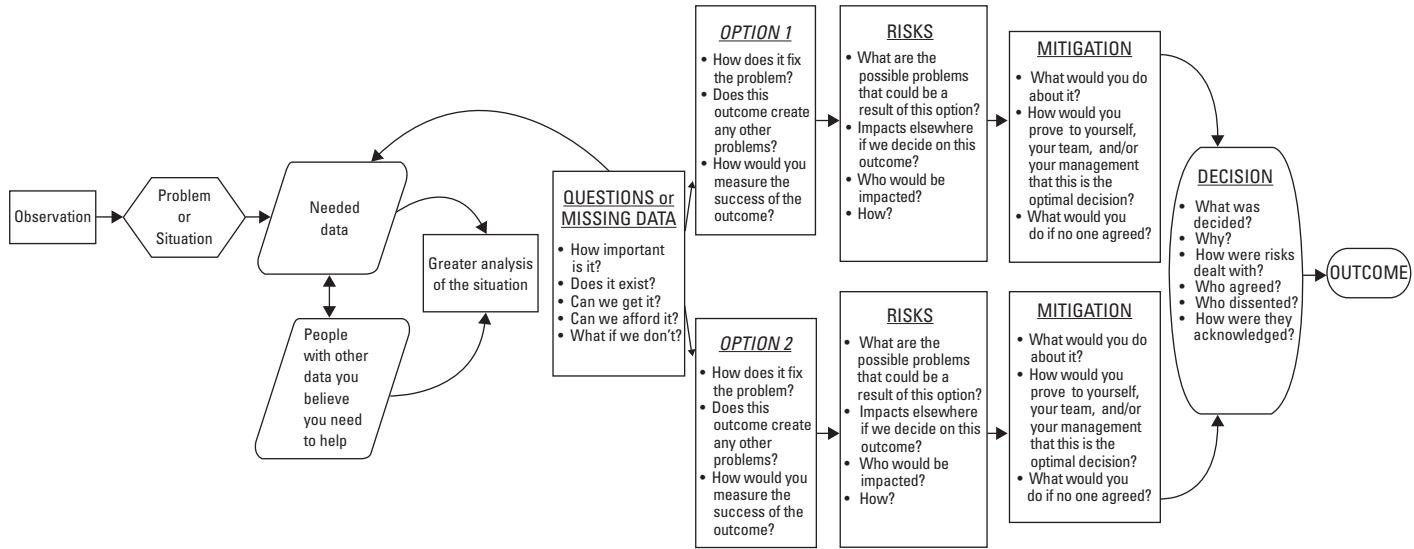 Observation
Problem
or
Situation
Needed
data
People
with other
data you
believe
you need
to help
Greater analysis
of the situation
QUESTIONS or
MISSING DATA
• How important
is it?
• Does it exist?
• Can we get it?
• Can we afford it?
• What if we don't?
OPTION 1
• How does it fix
the problem?
• Does this
outcome create
any other
problems?
• How would you
measure the
success of the
outcome?
RISKS
• What are the
possible problems
that could be a
result of this option?
• Impacts elsewhere
if we decide on this
outcome?
• Who would be
impacted?
• How?
MITIGATION
• What would you do
about it?
• How would you
prove to yourself,
your team, and/or
your management
that this is the
optimal decision?
• What would you
do if no one agreed?
OPTION 2
• How does it fix
the problem?
• Does this
outcome create
any other
problems?
• How would you
measure the
success of the
outcome?
RISKS
• What are the
possible problems
that could be a
result of this option?
• Impacts elsewhere
if we decide on this
outcome?
• Who would be
impacted?
• How?
MITIGATION
• What would you do
about it?
• How would you
prove to yourself,
your team, and/or
your management
that this is the
optimal decision?
• What would you
do if no one agreed?
DECISION
• What was
decided?
• Why?
• How were risks
dealt with?
• Who agreed?
• Who dissented?
• How were they
acknowledged?
OUTCOME